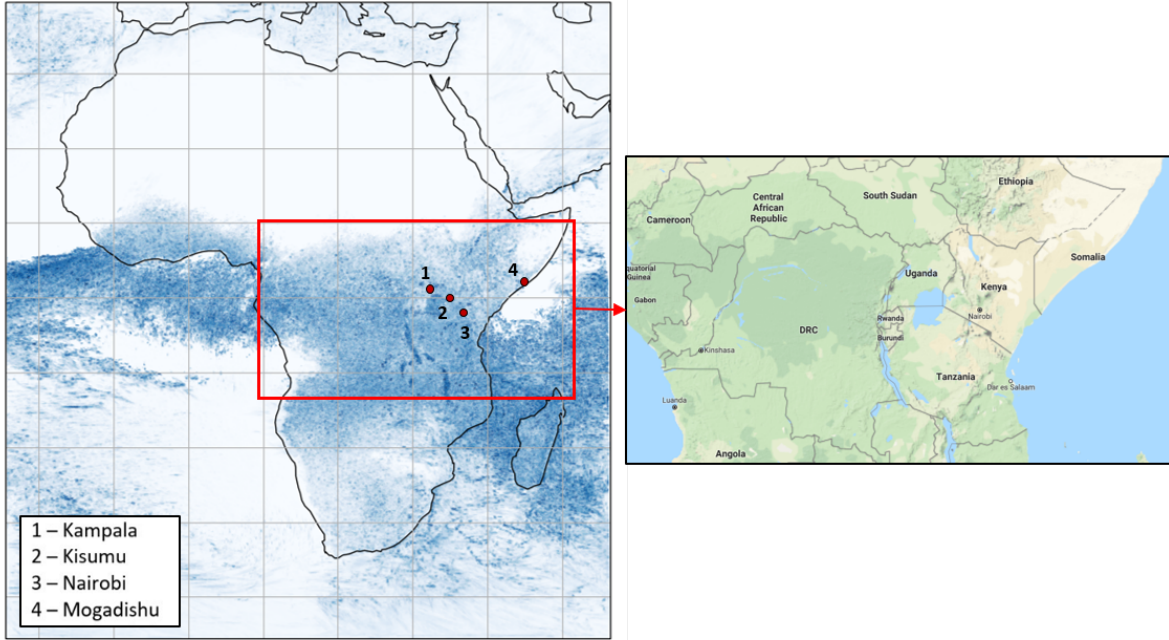 1
2
3
4
1 – Kampala
2 – Kisumu
3 – Nairobi
4 – Mogadishu
Ethiopia
Central
African
Republic
South Sudan
Cameroon
Somalia
quatorial
Guinea
Uganda
Kenya
Gabon
Nairobi
Rwanda
DRC
Burundi
Kinshasa
Tanzania
Dar es Salaam
Luanda
Angola